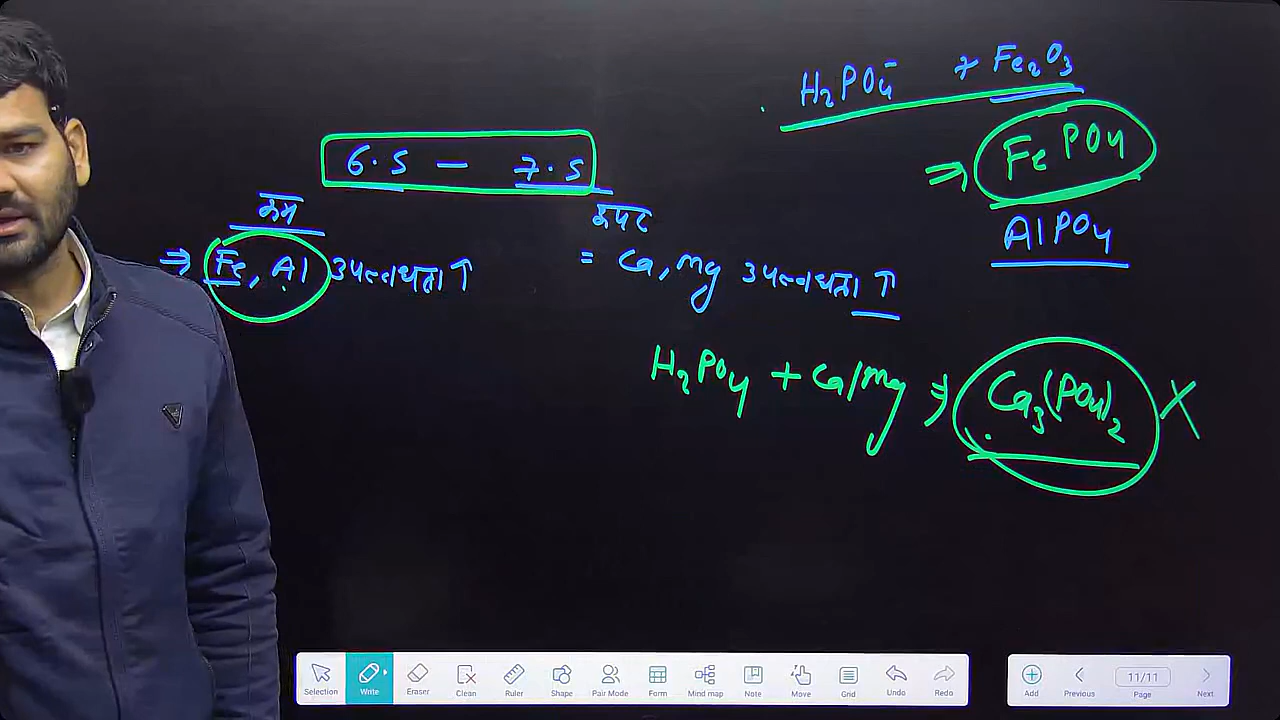 H₂PO₄⁻ + Fe₂O₃
⇒ FePO₄
AlPO₄
6.5 — 7.5
कम
ऊपर
⇒ Fe, Al उपलब्धता ↑
= Ca, Mg उपलब्धता ↑
H₂PO₄ + Ca/Mg ⇒ Ca₃(PO₄)₂ X
Selection Write Eraser Clean Ruler Shape Pair Mode Form Mind map Note Move Grid Undo Redo
Add Previous 11/11 Page Next